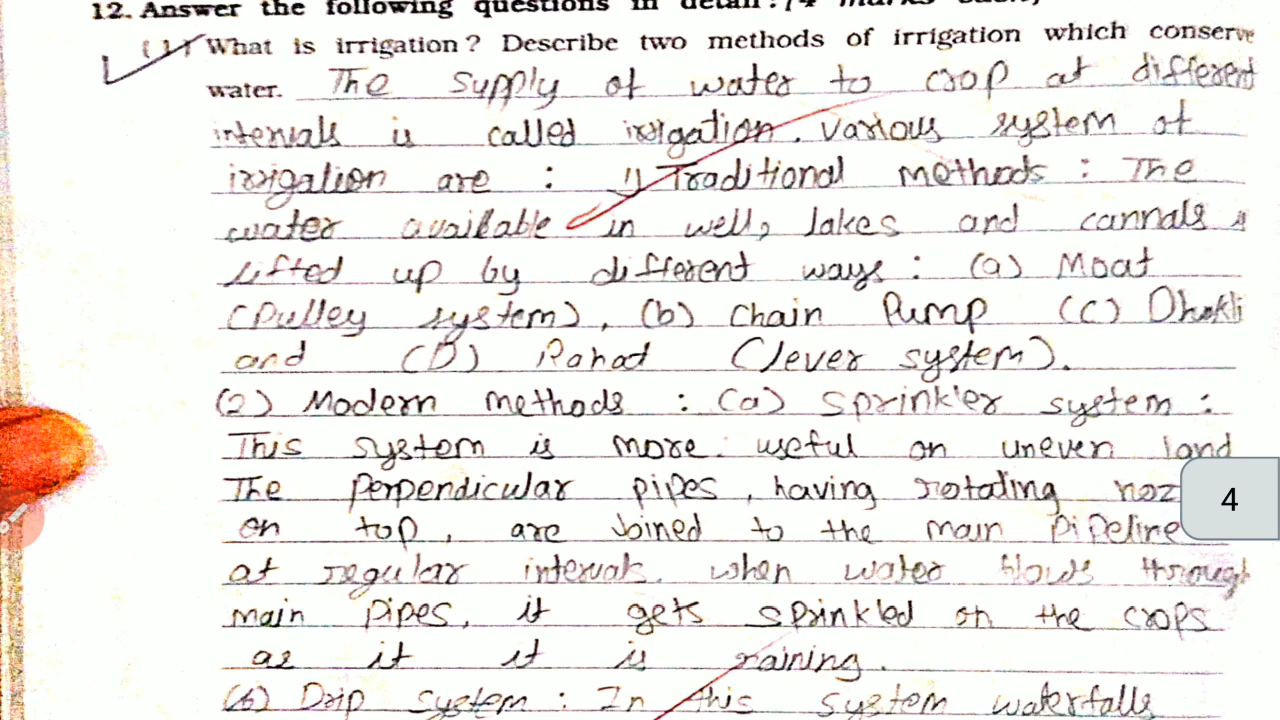 12. Answer the following questions in detail : [4 marks each]
(1) What is irrigation ? Describe two methods of irrigation which conserve
water. The supply of water to crop at different
intervals is called irrigation. various system of
irrigation are : 1) Traditional methods : The
water available in well, lakes and cannals is
lifted up by different ways : (a) Moat
(Pulley system), (b) chain Pump (c) Dhekli
and (D) Rahat (lever system).
(2) Modern methods : (a) sprinkler system :
This system is more useful on uneven land
The perpendicular pipes, having rotating noz
on top, are joined to the main pipeline
at regular intervals. when water flows through
main pipes, it gets sprinkled on the crops
as it it is raining.
(b) Drip system : In this system waterfalls
4